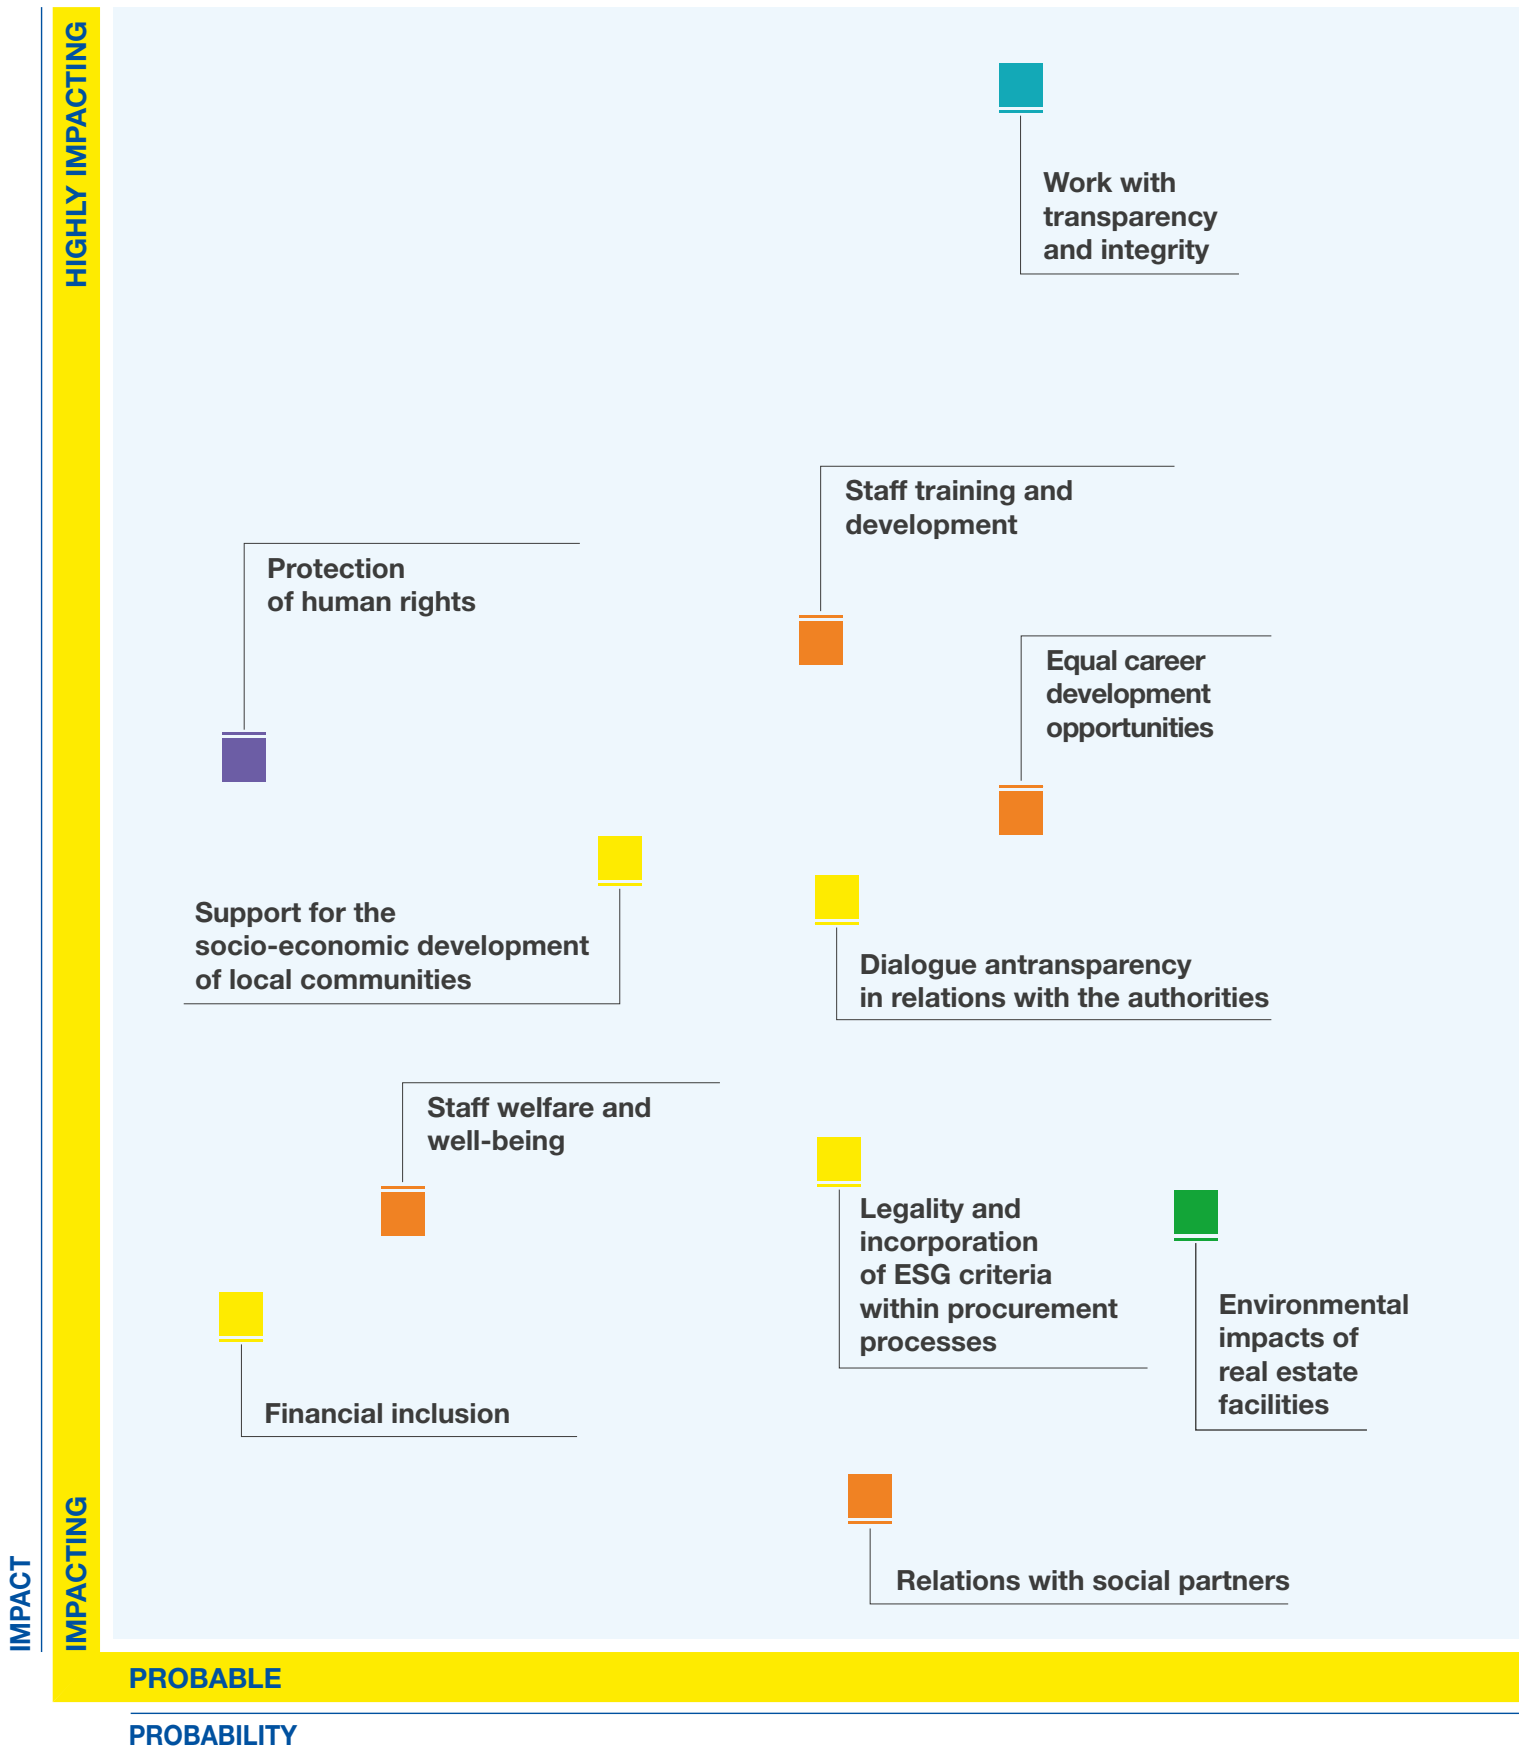 HIGHLY IMPACTING
Work with
transparency
and integrity
Staff training and
development
Protection
of human rights
Equal career
development
opportunities
Support for the
socio-economic development
of local communities
Dialogue antransparency
in relations with the authorities
Staff welfare and
well-being
Legality and
incorporation
of ESG criteria
within procurement
processes
Environmental
impacts of
real estate
facilities
Financial inclusion
Relations with social partners
IMPACTING
IMPACT
PROBABLE
PROBABILITY